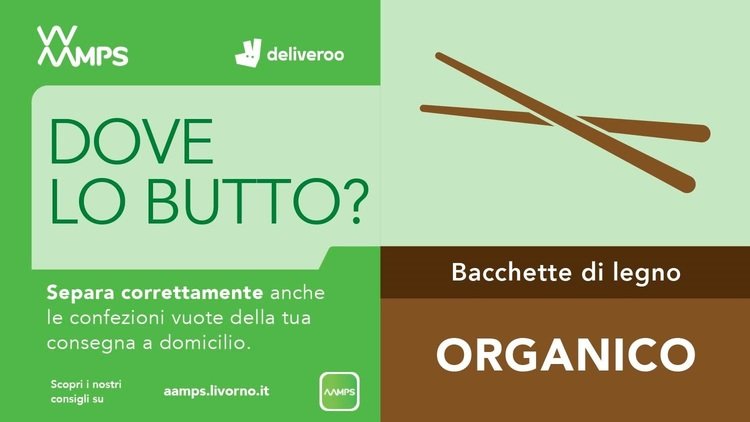 AAMPS
deliveroo
DOVE
LO BUTTO?
Separa correttamente anche
le confezioni vuote della tua
consegna a domicilio.
Scopri i nostri
consigli su
aamps.livorno.it
AAMPS
Bacchette di legno
ORGANICO